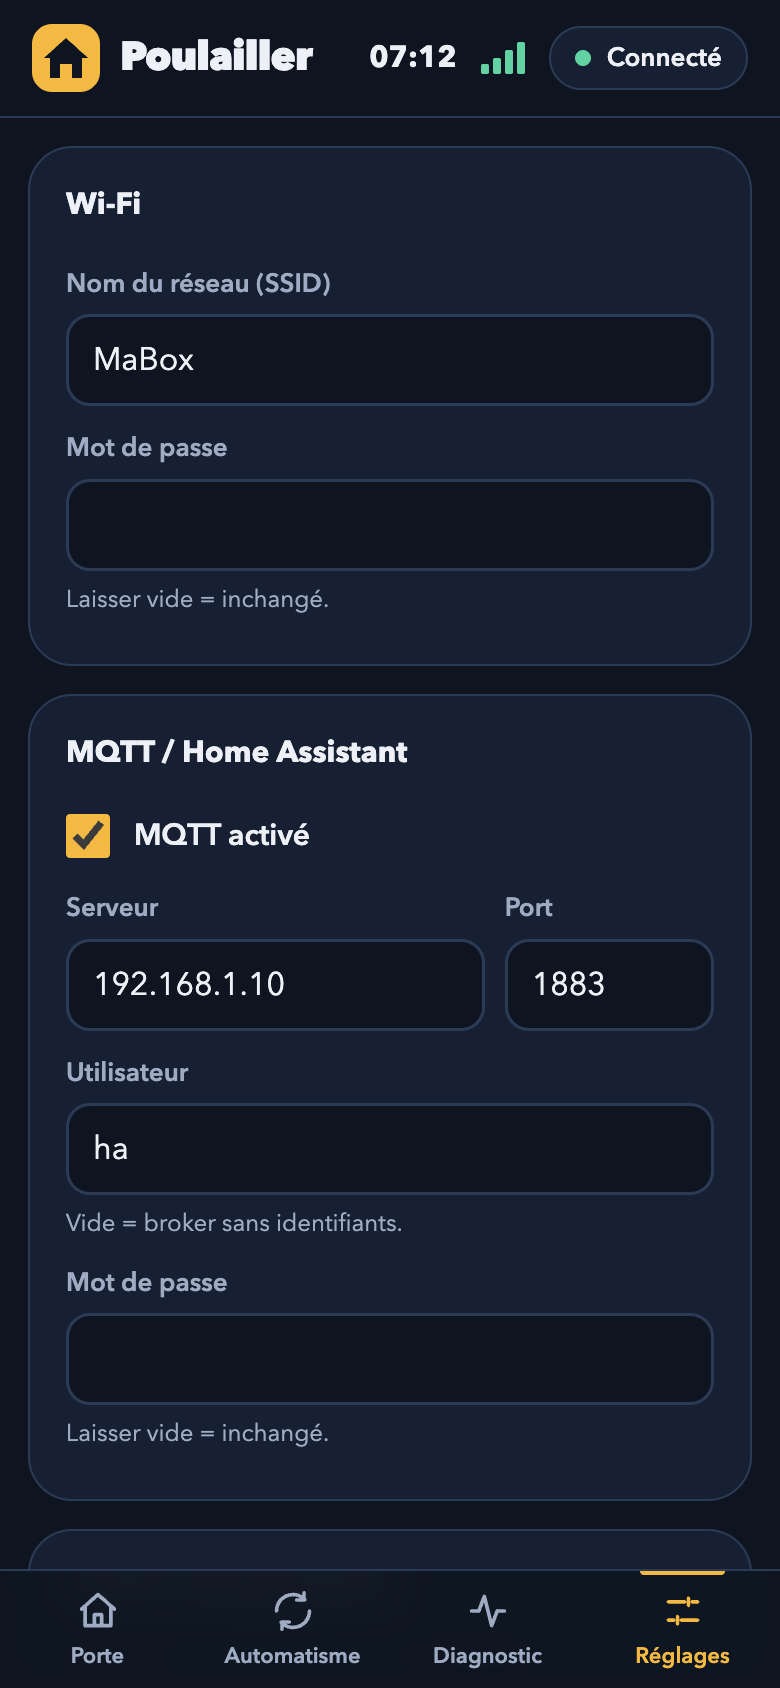 Poulailler
07:12
Connecté
Wi-Fi
Nom du réseau (SSID)
MaBox
Mot de passe
Laisser vide = inchangé.
MQTT / Home Assistant
MQTT activé
Serveur
Port
192.168.1.10
1883
Utilisateur
ha
Vide = broker sans identifiants.
Mot de passe
Laisser vide = inchangé.
Porte
Automatisme
Diagnostic
Réglages